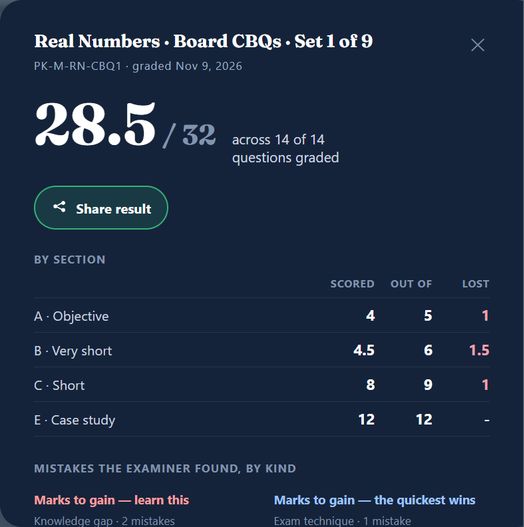 Real Numbers · Board CBQs · Set 1 of 9
PK-M-RN-CBQ1 · graded Nov 9, 2026
28.5 / 32 across 14 of 14
questions graded
Share result
BY SECTION
SCORED OUT OF LOST
A · Objective 4 5 1
B · Very short 4.5 6 1.5
C · Short 8 9 1
E · Case study 12 12 -
MISTAKES THE EXAMINER FOUND, BY KIND
Marks to gain — learn this
Knowledge gap · 2 mistakes
Marks to gain — the quickest wins
Exam technique · 1 mistake